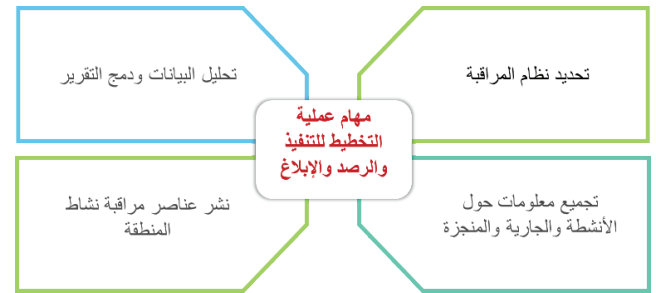 تحديد نظام المراقبة
تحليل البيانات ودمج التقرير
مهام عملية
التخطيط للتنفيذ
والرصد والإبلاغ
تجميع معلومات حول
الأنشطة والجارية والمنجزة
نشر عناصر مراقبة نشاط
المنطقة